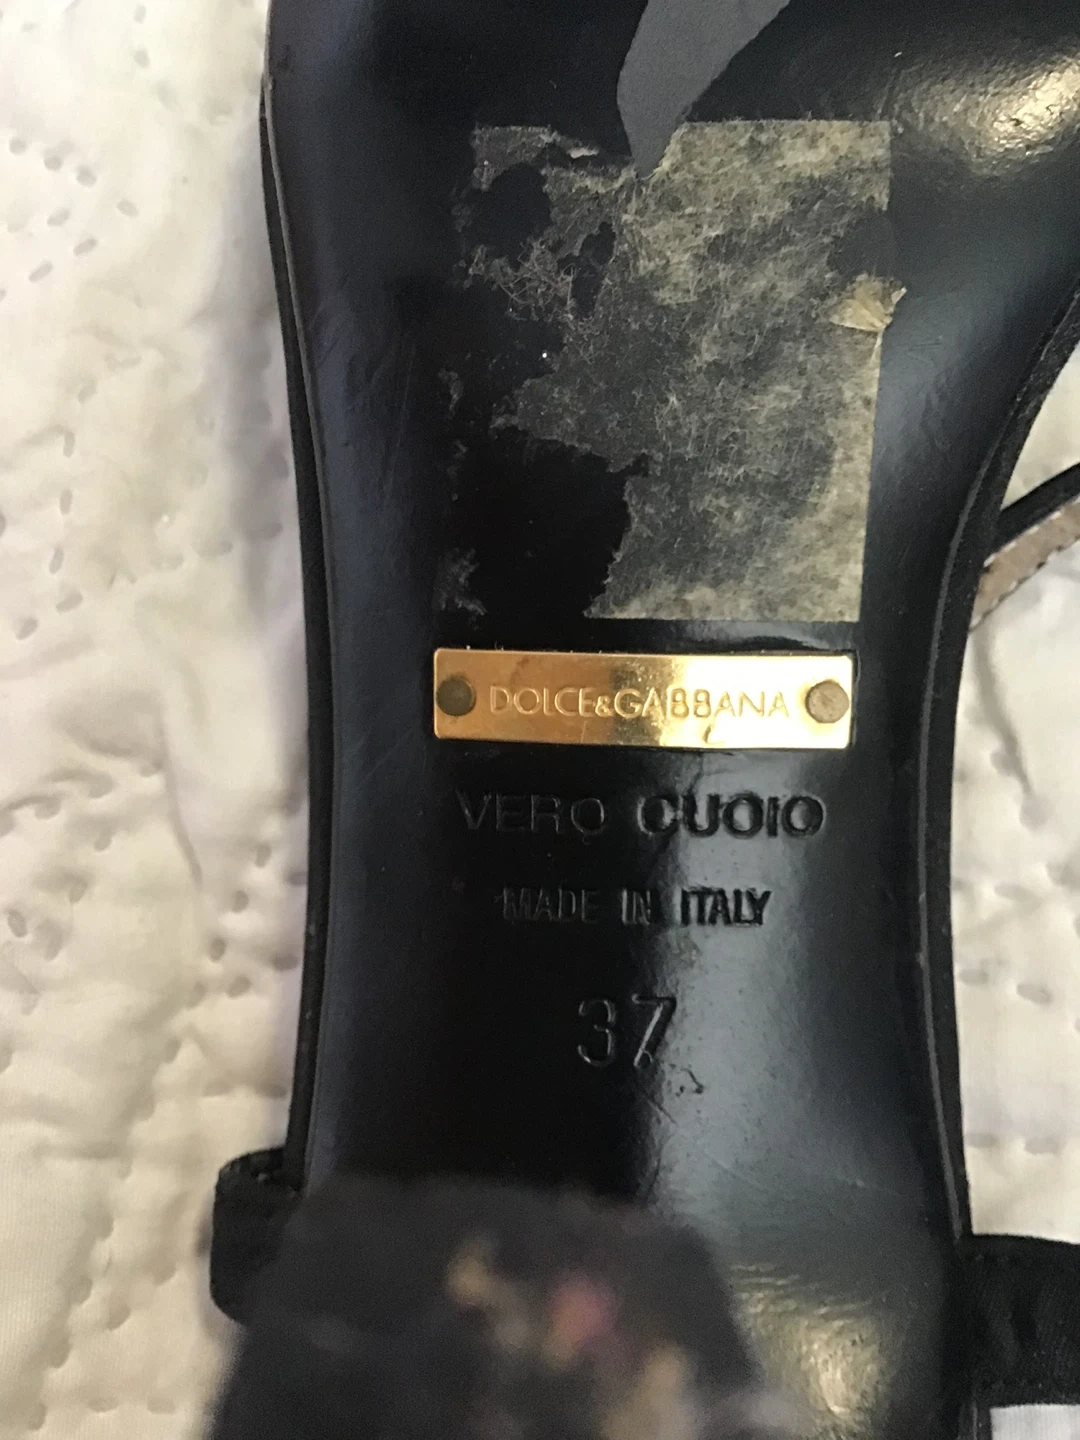 DOLCE&GABBANA
VERO CUOIO
MADE IN ITALY
37